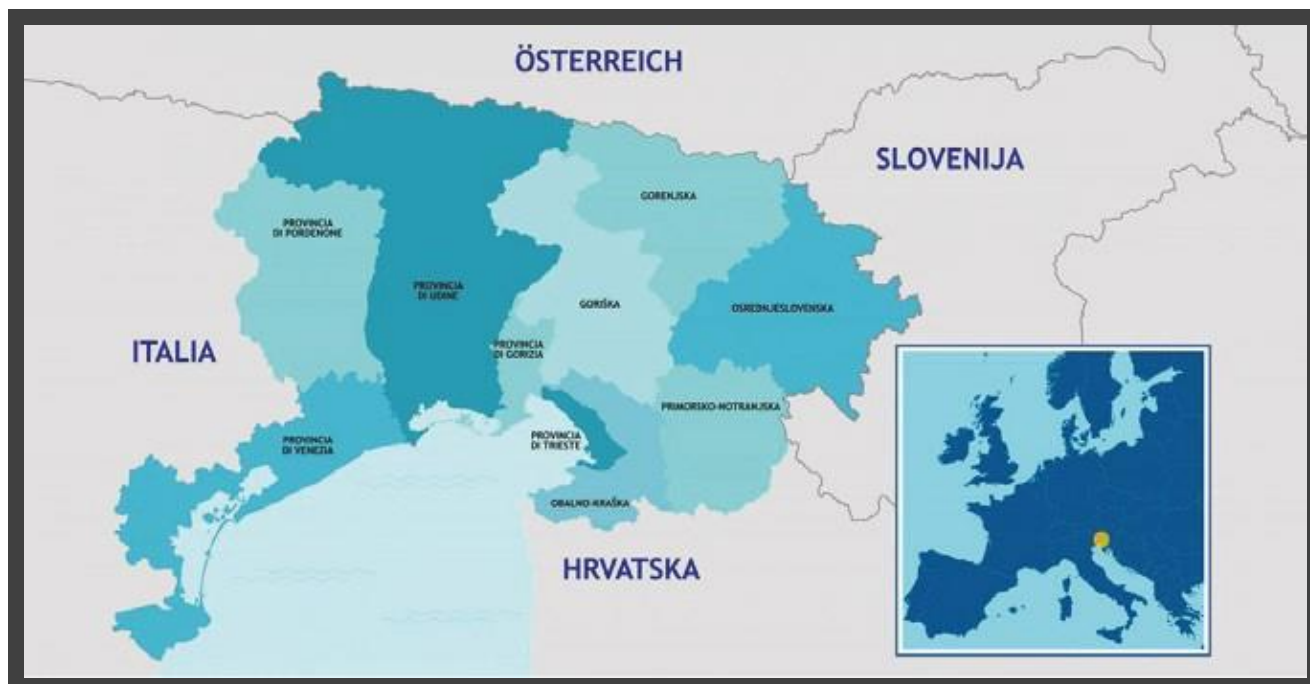 ÖSTERREICH
SLOVENIJA
GORENJSKA
PROVINCIA
DI PORDENONE
PROVINCIA
DI UDINE
GORIŠKA
OSREDNJESLOVENSKA
ITALIA
PROVINCIA
DI GORIZIA
PRIMORSKO-NOTRANJSKA
PROVINCIA
DI VENEZIA
PROVINCIA
DI TRIESTE
OBALNO-KRAŠKA
HRVATSKA